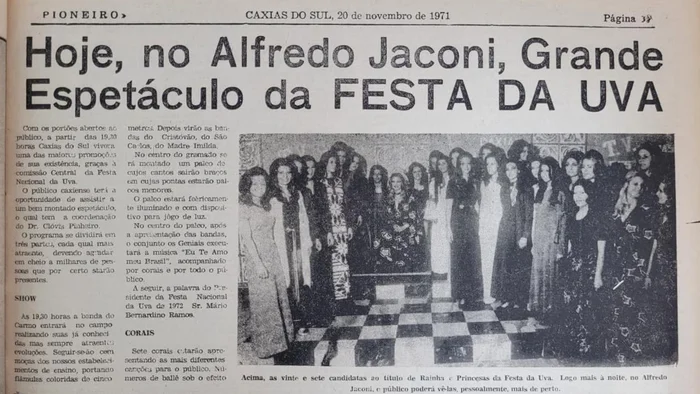 PIONEIRO
CAXIAS DO SUL, 20 de novembro de 1971
Página
Hoje, no Alfredo Jaconi, Grande
Espetáculo da FESTA DA UVA
Com os portões abertos ao
público, a partir das 19,30
horas Caxias do Sul viverá
uma das maiores promoções
de sua existência, graças à
comissão Central da Festa
Nacional da Uva.
O público caxiense terá a
oportunidade de assistir a
um bem montado espetáculo,
o qual tem a coordenação
do Dr. Clóvis Pinheiro.
O programa se dividirá em
três partes, cada qual mais
atraente, devendo agradar
em cheio a milhares de pes-
soas que por certo starão
presentes.
SHOW
As 19,30 horas a banda do
Carmo entrará no campo
realizando suas já conheci
das mas sempre atraentes
evoluções. Seguir-se-ão com
moças dos nossos estabeleci-
mentos de ensino, portando
flâmulas coloridas de cinco
metros. Depois virão as ban
das do Cristóvão, do São
Carlos, do Madre Imilda.
No centro do gramado se
rá montado um palco de
cujos cantos sairão braços
em cujas pontas estarão pal
cos menores.
O palco estará feèricamen-
te iluminado e com disposi-
tivo para jôgo de luz.
No centro do palco, após
a apresentação das bandas,
o conjunto os Geniais execu-
tará a música "Eu Te Amo
meu Brasil", acompanhado
por corais e por todo o pú-
blico.
A seguir, a palavra do Pre-
sidente da Festa Nacional
da Uva de 1972 Sr. Mário
Bernardino Ramos.
CORAIS
Sete corais estarão apre-
sentando as mais diferentes
canções para o público. Nú-
meros de ballê sob o efeito
Acima, as vinte e sete candidatas ao título de Rainha e Princesas da Festa da Uva. Logo mais à noite, no Alfredo
Jaconi, o público poderá vê-las, pessoalmente, mais de perto.